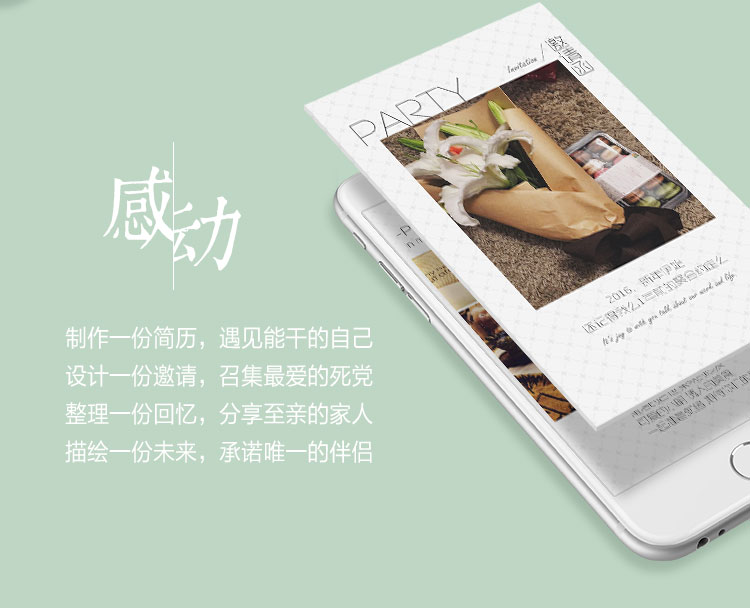 感动
制作一份简历，遇见能干的自己
设计一份邀请，召集最爱的死党
整理一份回忆，分享至亲的家人
描绘一份未来，承诺唯一的伴侣
PARTY
Invitation
邀请函
2016，
It's joy to with you talk about our work and life.